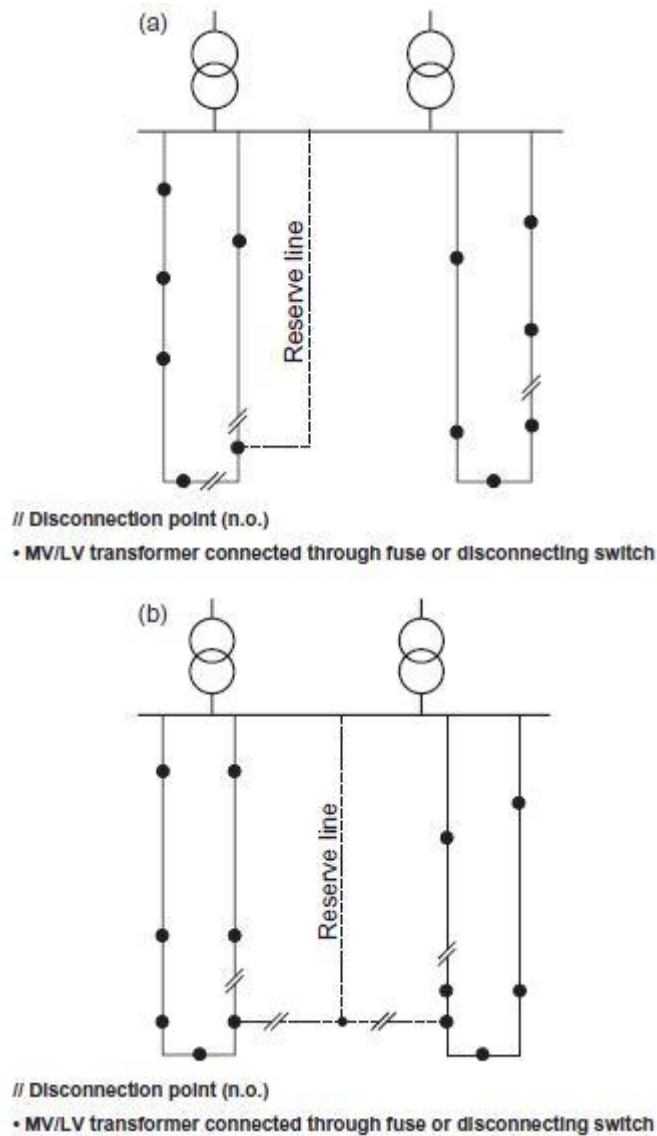 (a)
Reserve line
// Disconnection point (n.o.)
• MV/LV transformer connected through fuse or disconnecting switch
(b)
Reserve line
// Disconnection point (n.o.)
• MV/LV transformer connected through fuse or disconnecting switch